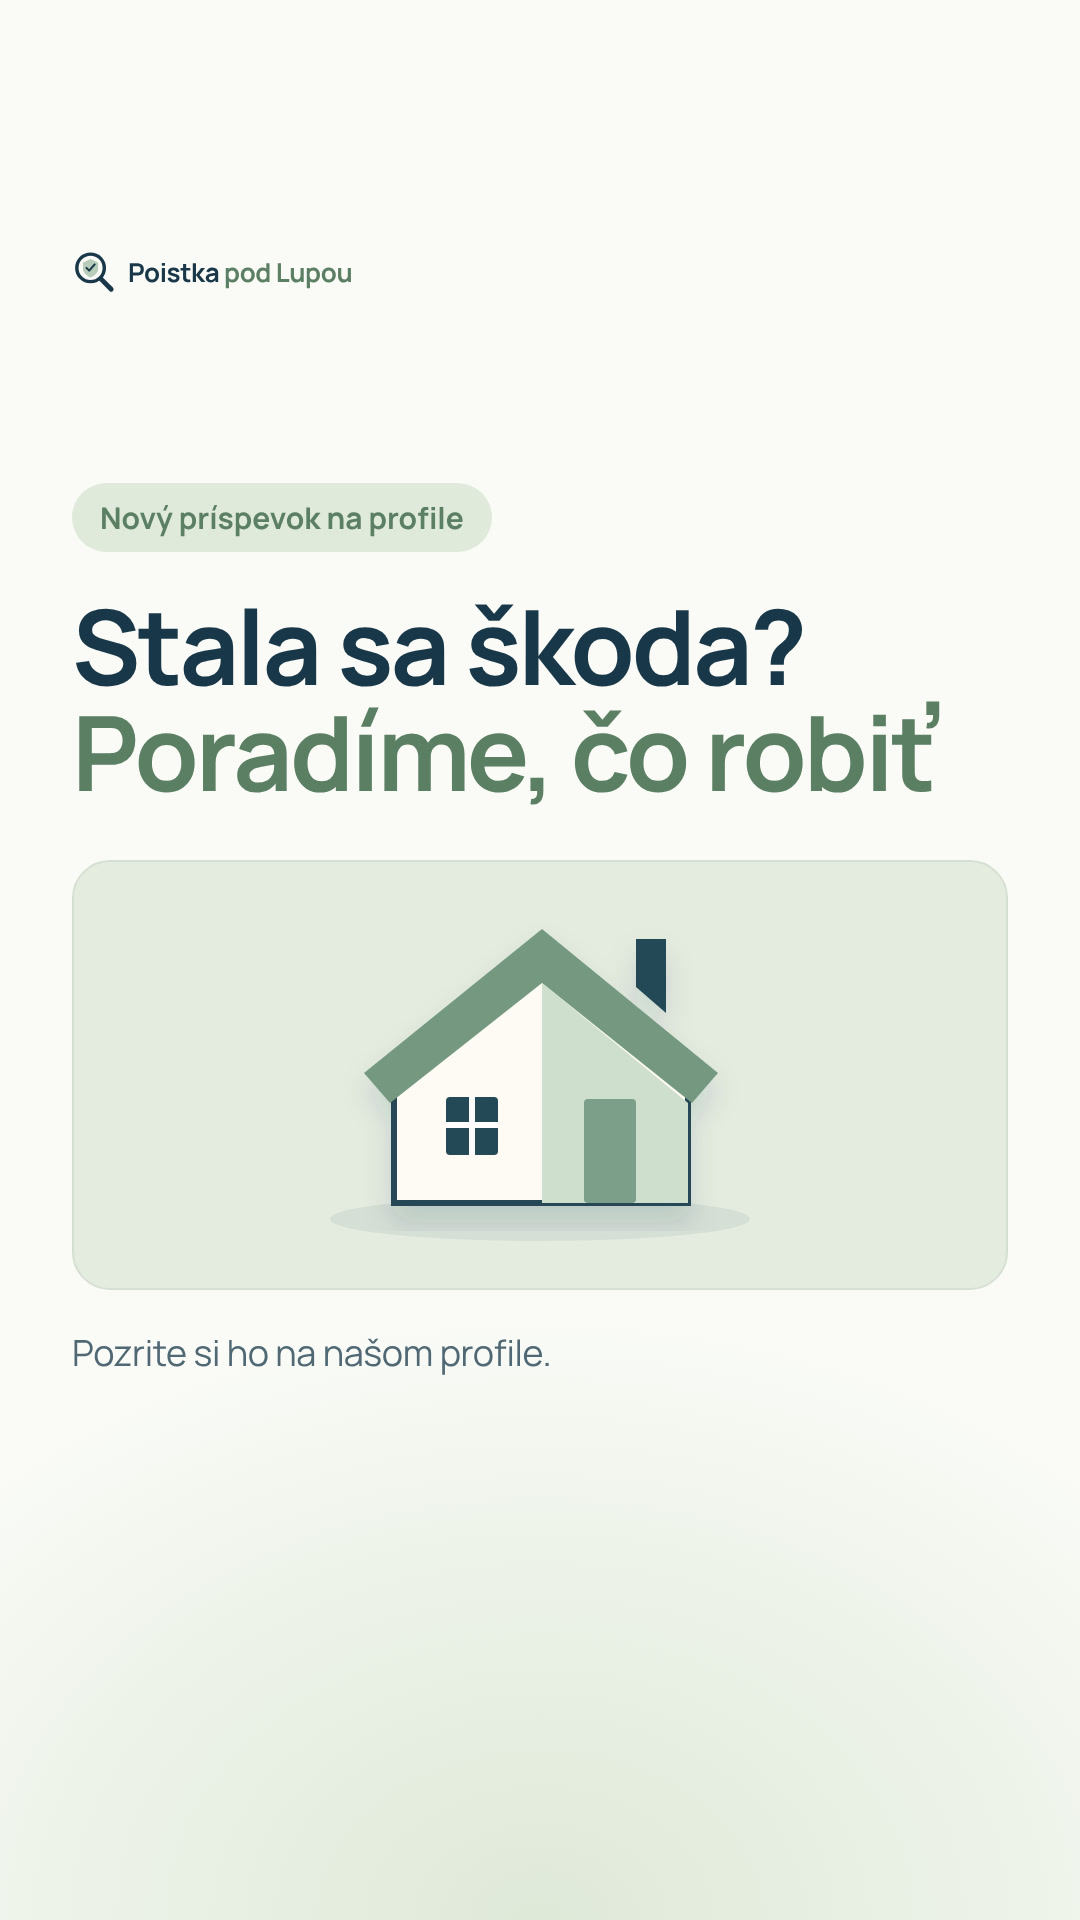 Poistka pod Lupou
Nový príspevok na profile
Stala sa škoda?
Poradíme, čo robiť
Pozrite si ho na našom profile.